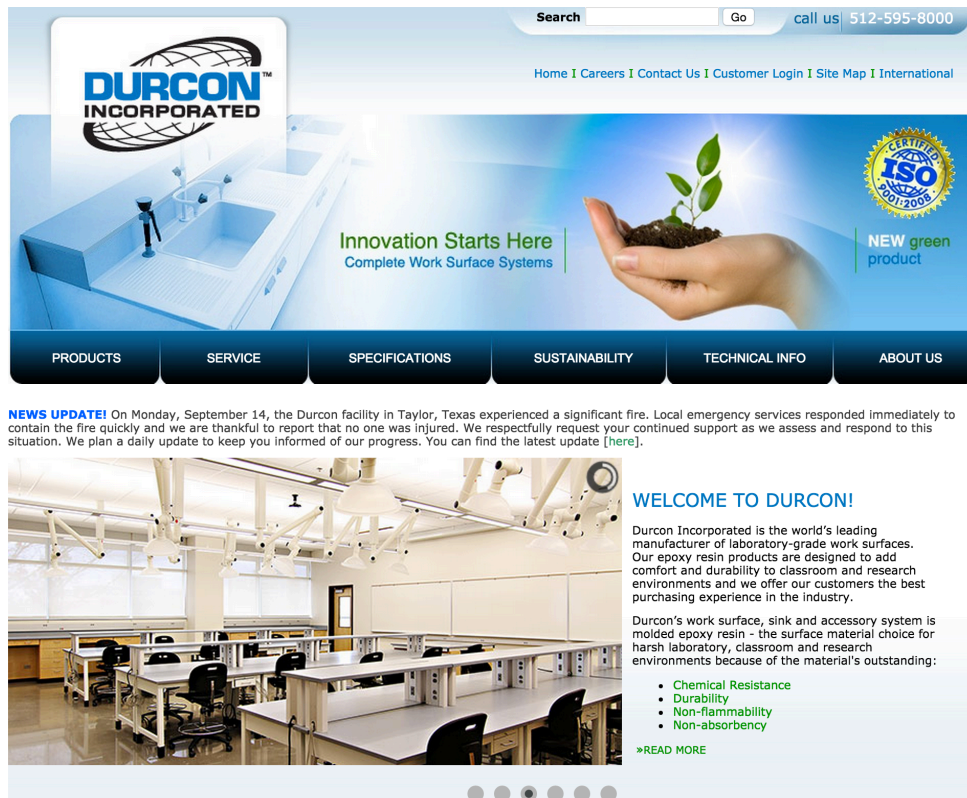 Search
Go
call us 512-595-8000
Home I Careers I Contact Us I Customer Login I Site Map I International
DURCON™
INCORPORATED
CERTIFIED
ISO
9001:2008
Innovation Starts Here
Complete Work Surface Systems
NEW green
product
PRODUCTS
SERVICE
SPECIFICATIONS
SUSTAINABILITY
TECHNICAL INFO
ABOUT US
NEWS UPDATE! On Monday, September 14, the Durcon facility in Taylor, Texas experienced a significant fire. Local emergency services responded immediately to
contain the fire quickly and we are thankful to report that no one was injured. We respectfully request your continued support as we assess and respond to this
situation. We plan a daily update to keep you informed of our progress. You can find the latest update [here].
WELCOME TO DURCON!
Durcon Incorporated is the world’s leading
manufacturer of laboratory-grade work surfaces.
Our epoxy resin products are designed to add
comfort and durability to classroom and research
environments and we offer our customers the best
purchasing experience in the industry.
Durcon’s work surface, sink and accessory system is
molded epoxy resin - the surface material choice for
harsh laboratory, classroom and research
environments because of the material's outstanding:
• Chemical Resistance
• Durability
• Non-flammability
• Non-absorbency
»READ MORE